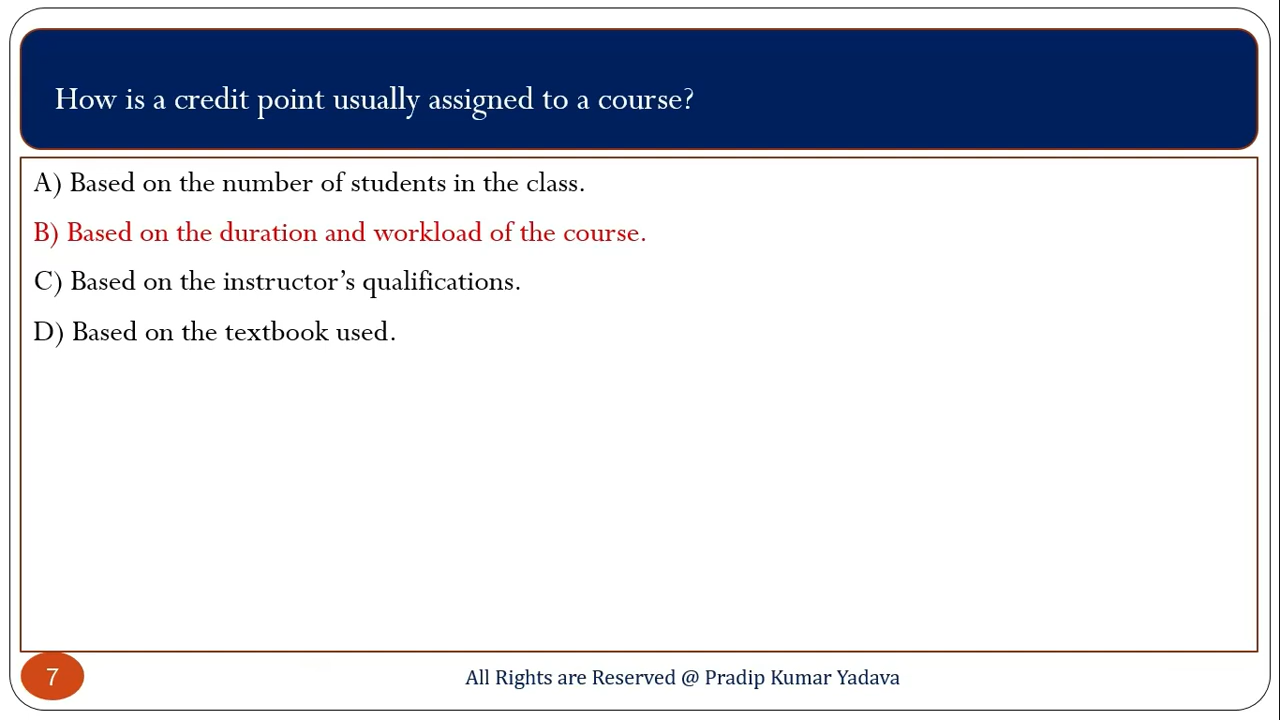 How is a credit point usually assigned to a course?
A) Based on the number of students in the class.
B) Based on the duration and workload of the course.
C) Based on the instructor’s qualifications.
D) Based on the textbook used.
7
All Rights are Reserved @ Pradip Kumar Yadava